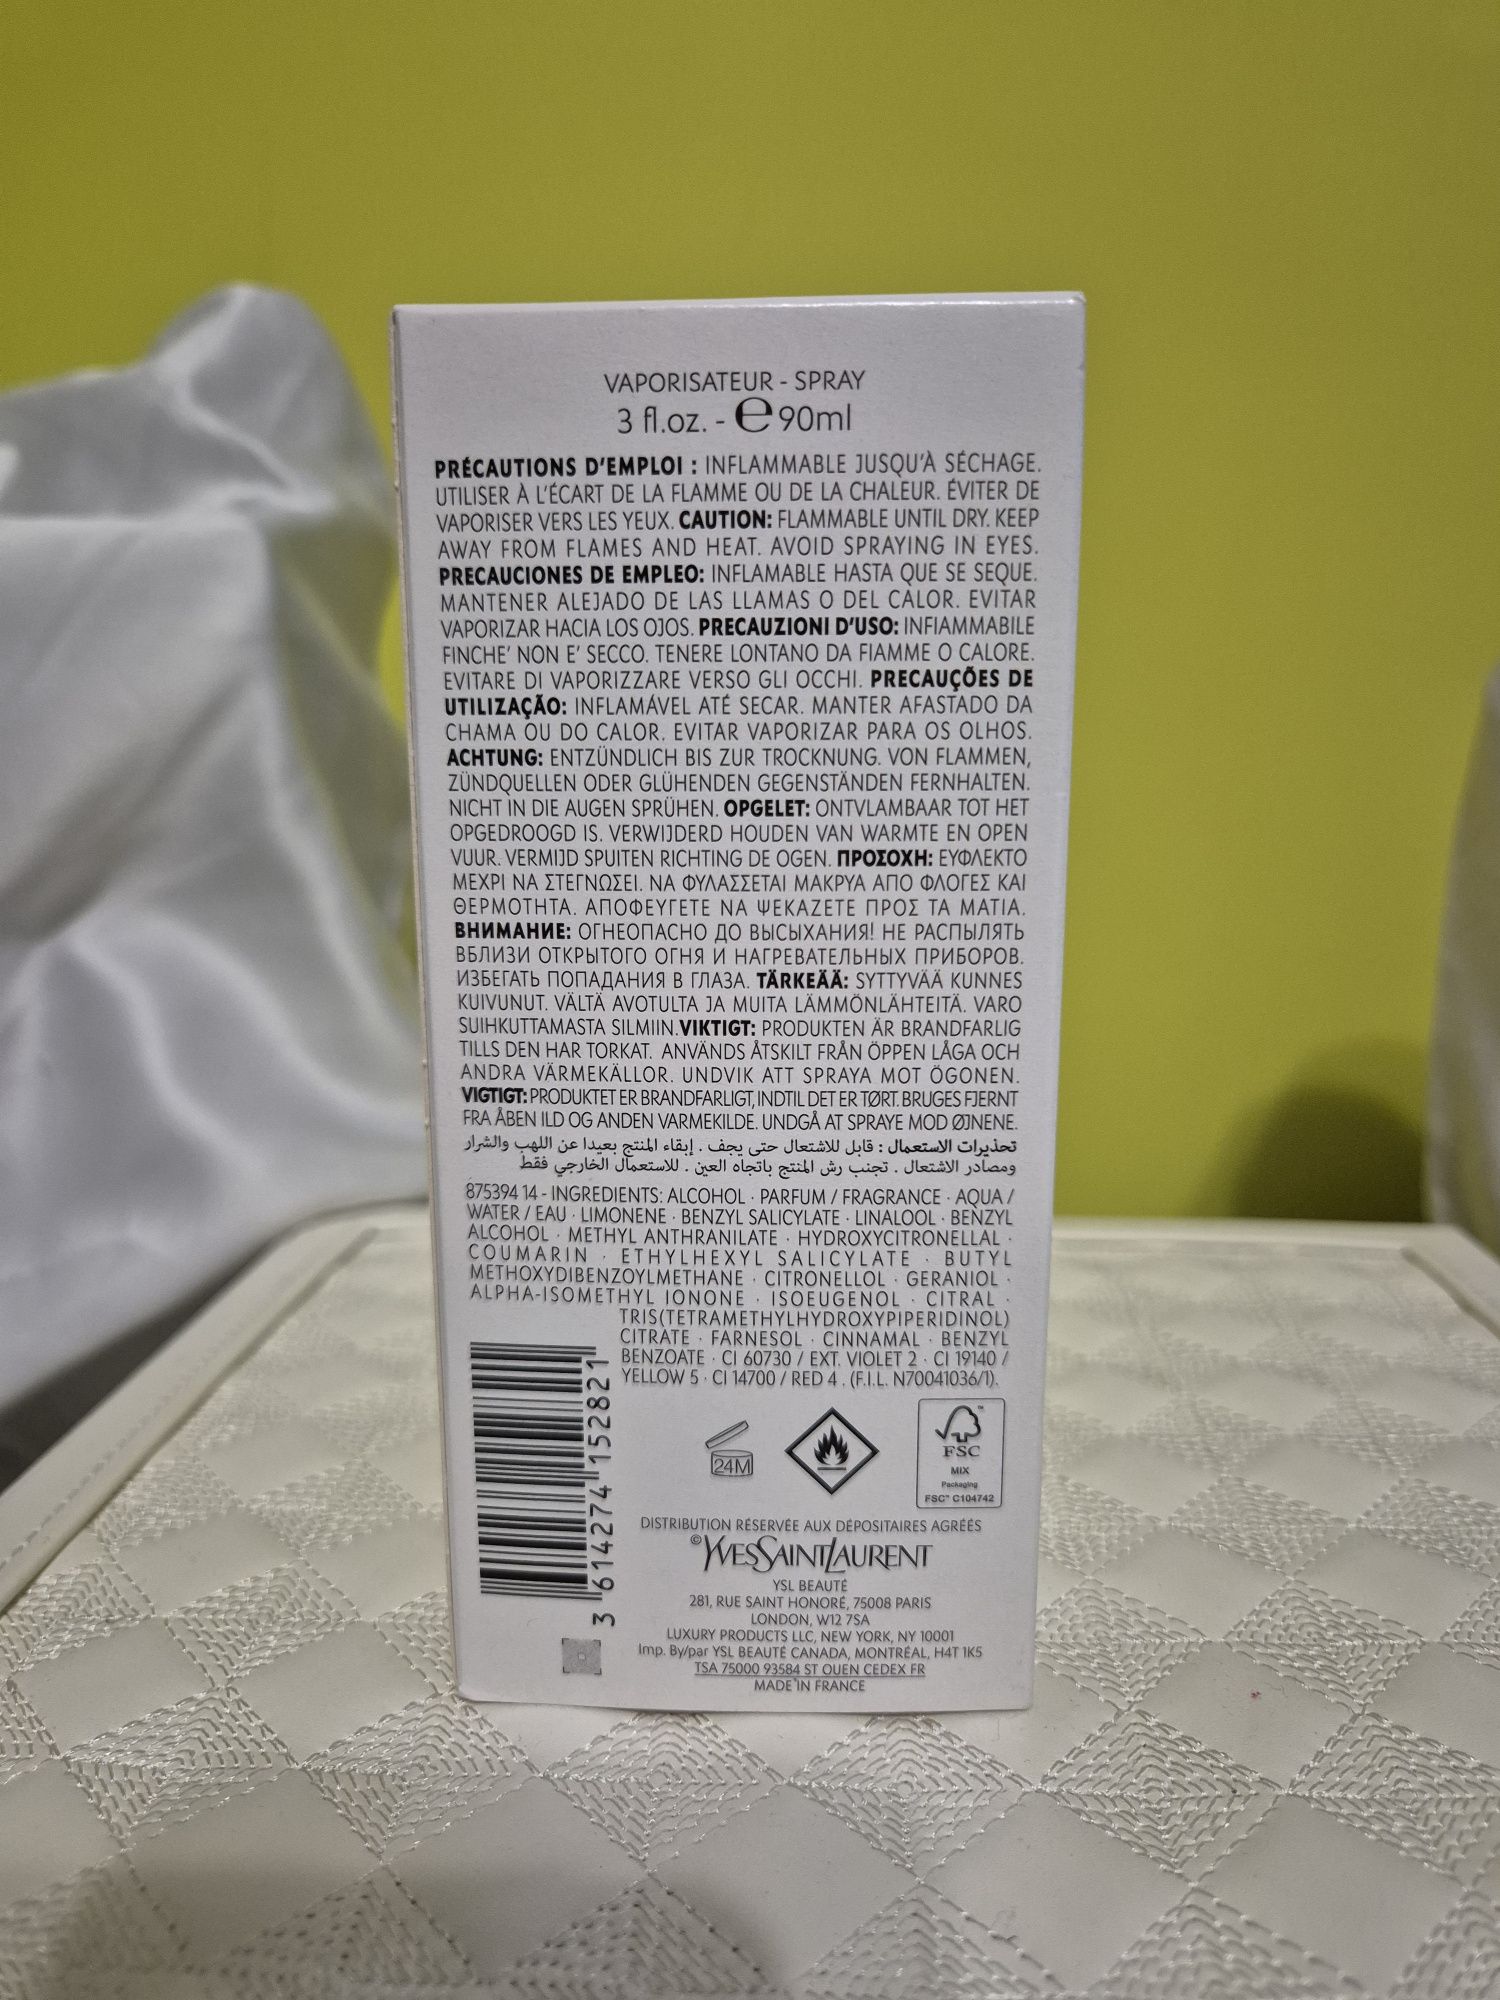 VAPORISATEUR - SPRAY
3 fl.oz. - ℮ 90ml
PRÉCAUTIONS D'EMPLOI : INFLAMMABLE JUSQU'À SÉCHAGE.
UTILISER À L'ÉCART DE LA FLAMME OU DE LA CHALEUR. ÉVITER DE
VAPORISER VERS LES YEUX. CAUTION: FLAMMABLE UNTIL DRY. KEEP
AWAY FROM FLAMES AND HEAT. AVOID SPRAYING IN EYES.
PRECAUCIONES DE EMPLEO: INFLAMABLE HASTA QUE SE SEQUE.
MANTENER ALEJADO DE LAS LLAMAS O DEL CALOR. EVITAR
VAPORIZAR HACIA LOS OJOS. PRECAUZIONI D'USO: INFIAMMABILE
FINCHE' NON E' SECCO. TENERE LONTANO DA FIAMME O CALORE.
EVITARE DI VAPORIZZARE VERSO GLI OCCHI. PRECAUÇÕES DE
UTILIZAÇÃO: INFLAMÁVEL ATÉ SECAR. MANTER AFASTADO DA
CHAMA OU DO CALOR. EVITAR VAPORIZAR PARA OS OLHOS.
ACHTUNG: ENTZÜNDLICH BIS ZUR TROCKNUNG. VON FLAMMEN,
ZÜNDQUELLEN ODER GLÜHENDEN GEGENSTÄNDEN FERNHALTEN.
NICHT IN DIE AUGEN SPRÜHEN. OPGELET: ONTVLAMBAAR TOT HET
OPGEDROOGD IS. VERWIJDERD HOUDEN VAN WARMTE EN OPEN
VUUR. VERMIJD SPUITEN RICHTING DE OGEN. ΠΡΟΣΟΧΗ: ΕΥΦΛΕΚΤΟ
ΜΕΧΡΙ ΝΑ ΣΤΕΓΝΩΣΕΙ. ΝΑ ΦΥΛΑΣΣΕΤΑΙ ΜΑΚΡΥΑ ΑΠΟ ΦΛΟΓΕΣ ΚΑΙ
ΘΕΡΜΟΤΗΤΑ. ΑΠΟΦΕΥΓΕΤΕ ΝΑ ΨΕΚΑΖΕΤΕ ΠΡΟΣ ΤΑ ΜΑΤΙΑ.
ВНИМАНИЕ: ОГНЕОПАСНО ДО ВЫСЫХАНИЯ! НЕ РАСПЫЛЯТЬ
ВБЛИЗИ ОТКРЫТОГО ОГНЯ И НАГРЕВАТЕЛЬНЫХ ПРИБОРОВ.
ИЗБЕГАТЬ ПОПАДАНИЯ В ГЛАЗА. TÄRKEÄÄ: SYTTYVÄÄ KUNNES
KUIVUNUT. VÄLTÄ AVOTULTA JA MUITA LÄMMÖNLÄHTEITÄ. VARO
SUIHKUTTAMASTA SILMIIN. VIKTIGT: PRODUKTEN ÄR BRANDFARLIG
TILLS DEN HAR TORKAT. ANVÄNDS ÅTSKILT FRÅN ÖPPEN LÅGA OCH
ANDRA VÄRMEKÄLLOR. UNDVIK ATT SPRAYA MOT ÖGONEN.
VIGTIGT: PRODUKTET ER BRANDFARLIGT, INDTIL DET ER TØRT. BRUGES FJERNT
FRA ÅBEN ILD OG ANDEN VARMEKILDE. UNDGÅ AT SPRAYE MOD ØJNENE.
تحذيرات الاستعمال : قابل للاشتعال حتى يجف . إبقاء المنتج بعيدا عن اللهب والشرار
ومصادر الاشتعال . تجنب رش المنتج باتجاه العين . للاستعمال الخارجي فقط
875394 14 - INGREDIENTS: ALCOHOL · PARFUM / FRAGRANCE · AQUA /
WATER / EAU · LIMONENE · BENZYL SALICYLATE · LINALOOL · BENZYL
ALCOHOL · METHYL ANTHRANILATE · HYDROXYCITRONELLAL ·
COUMARIN · ETHYLHEXYL SALICYLATE · BUTYL
METHOXYDIBENZOYLMETHANE · CITRONELLOL · GERANIOL ·
ALPHA-ISOMETHYL IONONE · ISOEUGENOL · CITRAL ·
TRIS(TETRAMETHYLHYDROXYPIPERIDINOL)
CITRATE · FARNESOL · CINNAMAL · BENZYL
BENZOATE · CI 60730 / EXT. VIOLET 2 · CI 19140 /
YELLOW 5 · CI 14700 / RED 4 . (F.I.L. N70041036/1).
3 614274 152821
24M
FSC
MIX
Packaging
FSC™ C104742
DISTRIBUTION RÉSERVÉE AUX DÉPOSITAIRES AGRÉÉS
©YVESSAINTLAURENT
YSL BEAUTÉ
281, RUE SAINT HONORÉ, 75008 PARIS
LONDON, W12 7SA
LUXURY PRODUCTS LLC, NEW YORK, NY 10001
Imp. By/par YSL BEAUTÉ CANADA, MONTRÉAL, H4T 1K5
TSA 75000 93584 ST OUEN CEDEX FR
MADE IN FRANCE